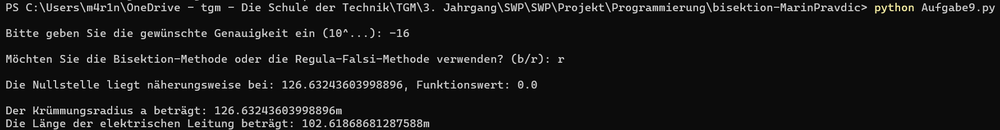 PS C:\Users\m4r1n\OneDrive - tgm - Die Schule der Technik\TGM\3. Jahrgang\SWP\SWP\Projekt\Programmierung\bisektion-MarinPravdic> python Aufgabe9.py
Bitte geben Sie die gewünschte Genauigkeit ein (10^...): -16
Möchten Sie die Bisektion-Methode oder die Regula-Falsi-Methode verwenden? (b/r): r
Die Nullstelle liegt näherungsweise bei: 126.63243603998896, Funktionswert: 0.0
Der Krümmungsradius a beträgt: 126.63243603998896m
Die Länge der elektrischen Leitung beträgt: 102.61868681287588m